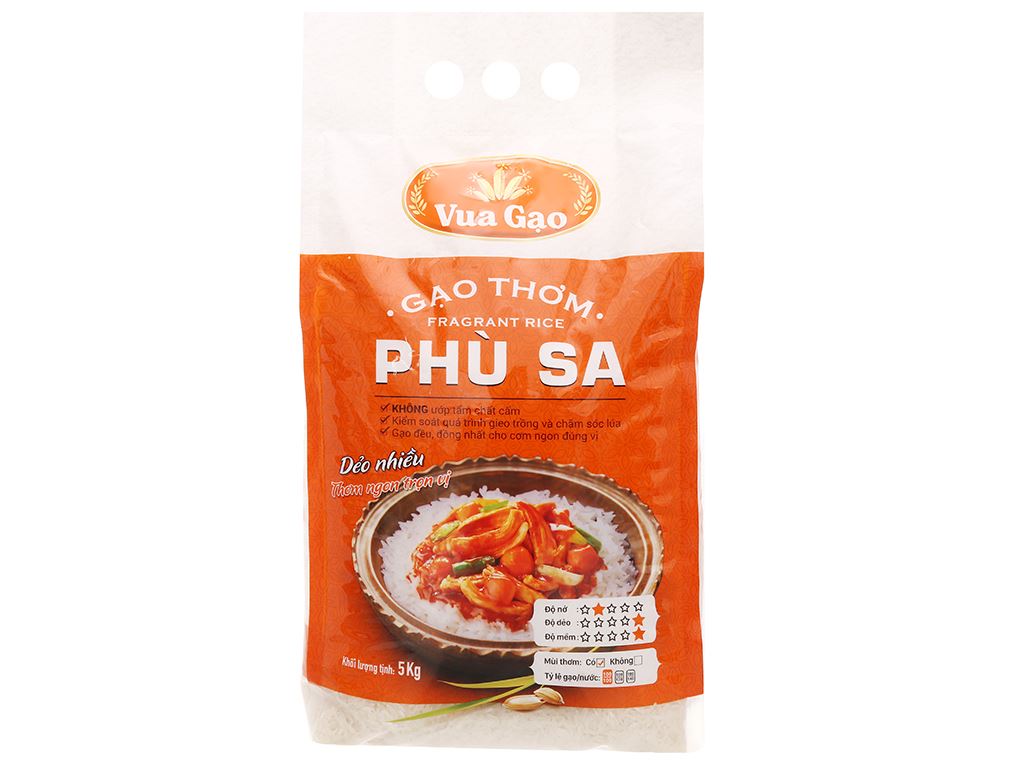 Vua Gạo
GẠO THƠM
FRAGRANT RICE
PHÙ SA
KHÔNG ướp tẩm chất cấm
Kiểm soát quá trình gieo trồng và chăm sóc lúa
Gạo đều, đồng nhất cho cơm ngon đúng vị
Dẻo nhiều
Thơm ngon trọn vị
Độ nở :
Độ dẻo :
Độ mềm :
Mùi thơm: Có Không
Tỷ lệ gạo/nước:
Khối lượng tịnh: 5 Kg